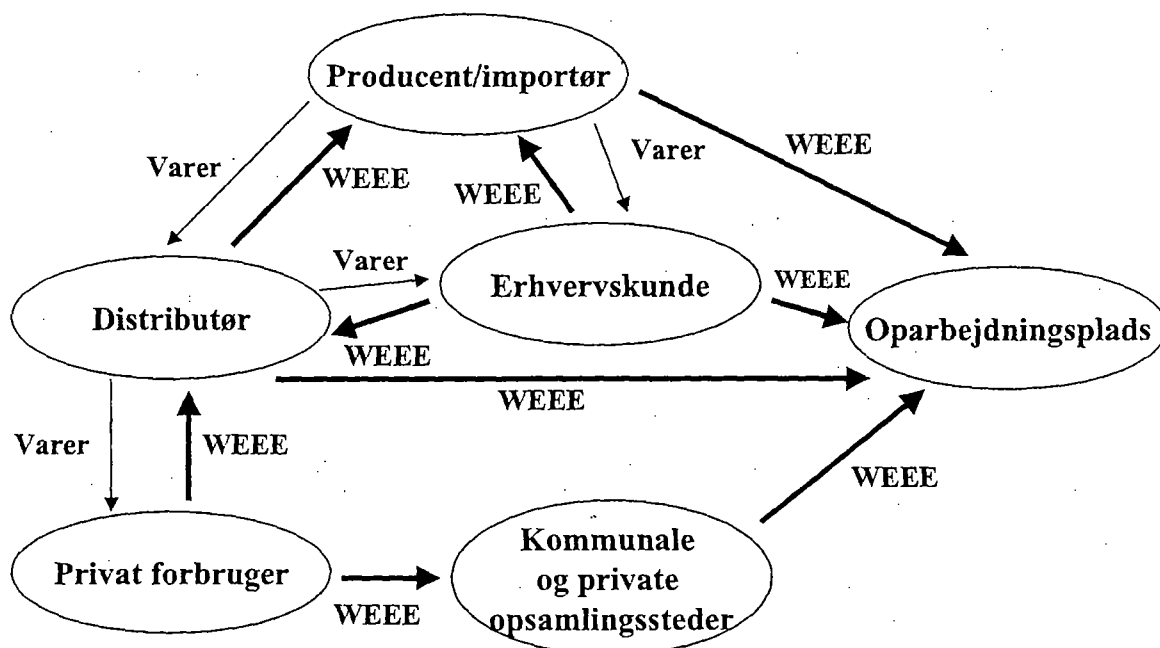 Producent/importør
Varer
WEEE
WEEE
Varer
WEEE
Varer
Erhvervskunde
WEEE
Distributør
Oparbejdningsplads
WEEE
WEEE
Varer
WEEE
WEEE
Privat forbruger
Kommunale
og private
opsamlingssteder
WEEE